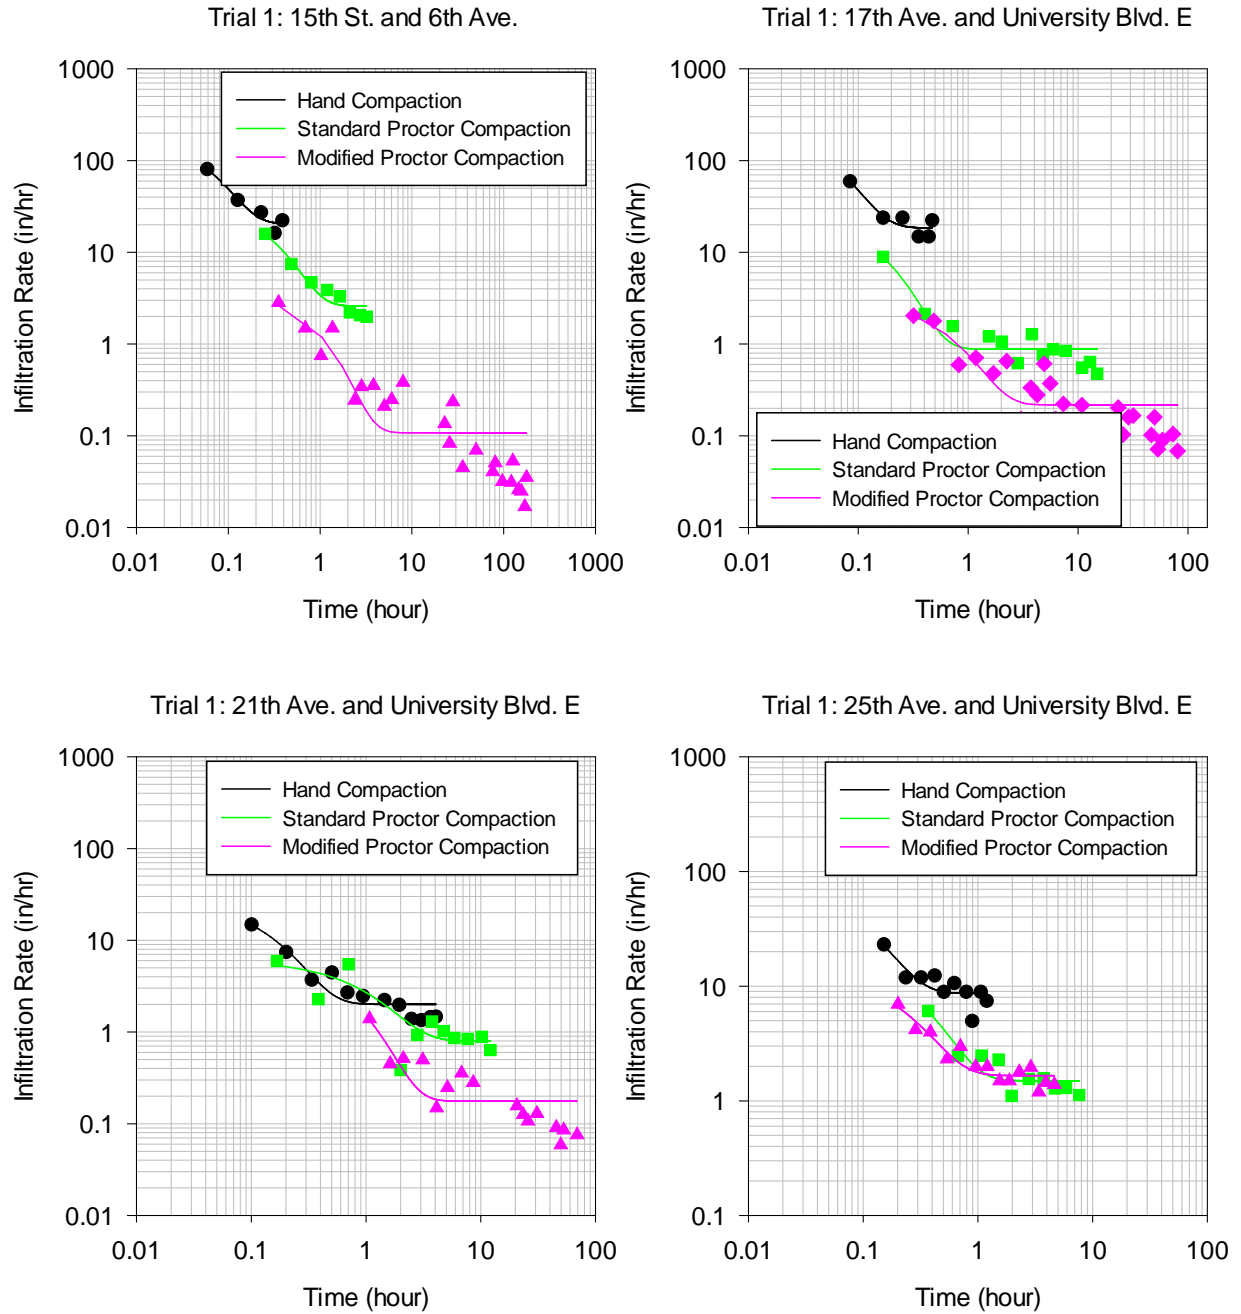 Trial 1: 15th St. and 6th Ave.
Infiltration Rate (in/hr)
1000
100
10
1
0.1
0.01
Hand Compaction
Standard Proctor Compaction
Modified Proctor Compaction
0.01 0.1 1 10 100 1000
Time (hour)
Trial 1: 17th Ave. and University Blvd. E
Infiltration Rate (in/hr)
1000
100
10
1
0.1
0.01
Hand Compaction
Standard Proctor Compaction
Modified Proctor Compaction
0.01 0.1 1 10 100
Time (hour)
Trial 1: 21th Ave. and University Blvd. E
Infiltration Rate (in/hr)
1000
100
10
1
0.1
0.01
Hand Compaction
Standard Proctor Compaction
Modified Proctor Compaction
0.01 0.1 1 10 100
Time (hour)
Trial 1: 25th Ave. and University Blvd. E
Infiltration Rate (in/hr)
1000
100
10
1
0.1
Hand Compaction
Standard Proctor Compaction
Modified Proctor Compaction
0.01 0.1 1 10 100
Time (hour)